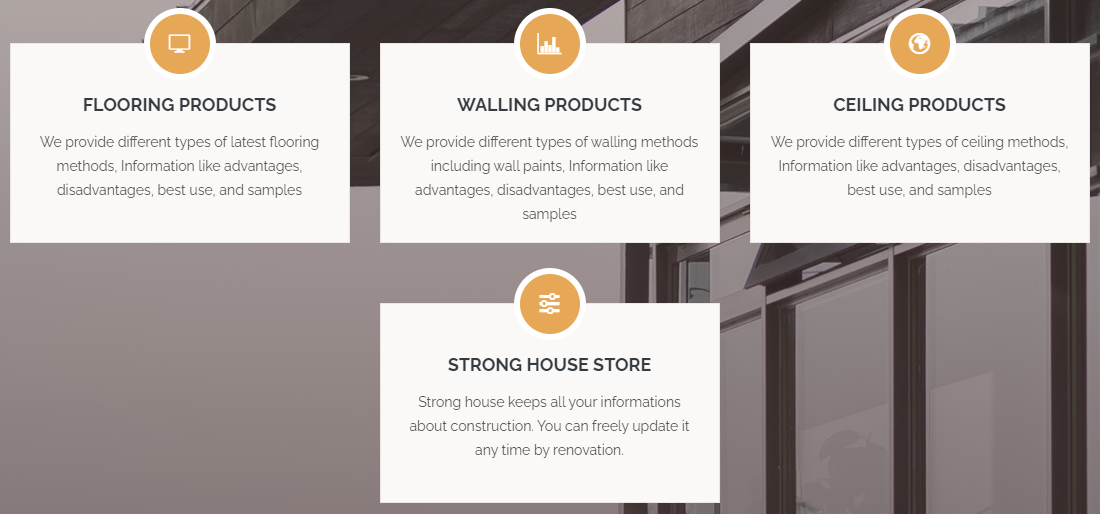 FLOORING PRODUCTS
We provide different types of latest flooring
methods, Information like advantages,
disadvantages, best use, and samples
WALLING PRODUCTS
We provide different types of walling methods
including wall paints, Information like
advantages, disadvantages, best use, and
samples
CEILING PRODUCTS
We provide different types of ceiling methods,
Information like advantages, disadvantages,
best use, and samples
STRONG HOUSE STORE
Strong house keeps all your informations
about construction. You can freely update it
any time by renovation.